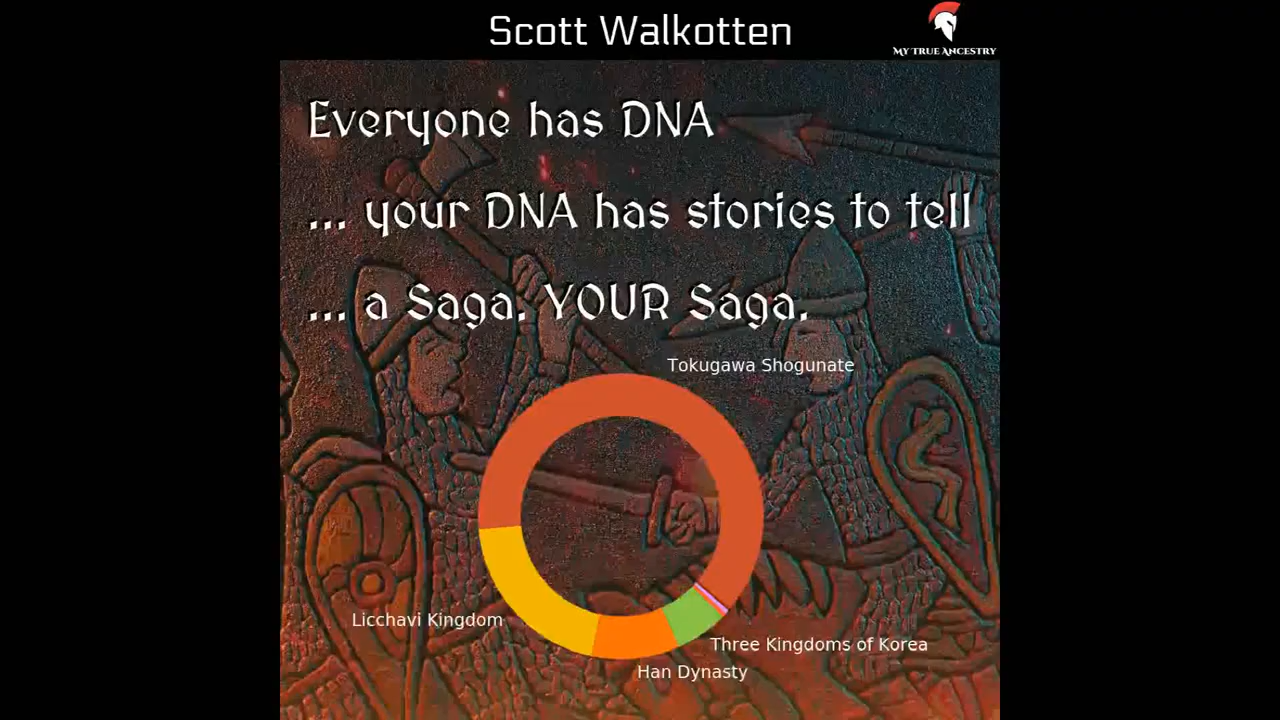 Scott Walkotten
MY TRUE ANCESTRY
Everyone has DNA
... your DNA has stories to tell
... a Saga. YOUR Saga.
Tokugawa Shogunate
Licchavi Kingdom
Three Kingdoms of Korea
Han Dynasty